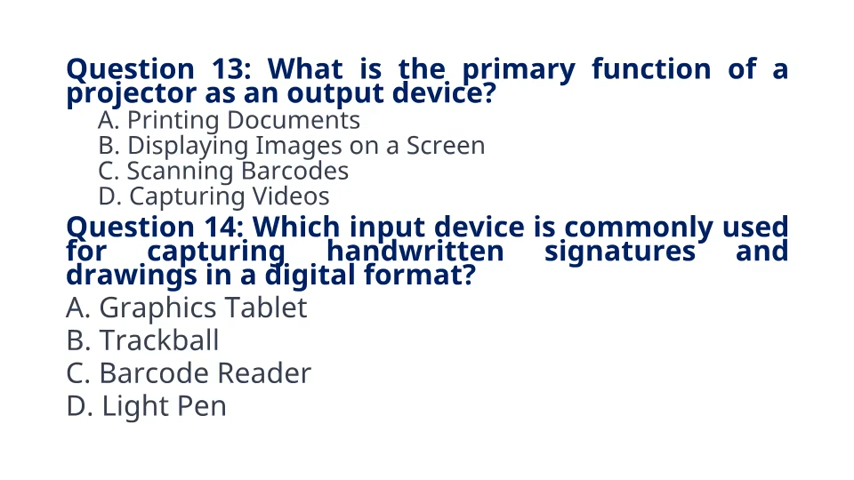 Question 13: What is the primary function of a
projector as an output device?
A. Printing Documents
B. Displaying Images on a Screen
C. Scanning Barcodes
D. Capturing Videos
Question 14: Which input device is commonly used
for capturing handwritten signatures and
drawings in a digital format?
A. Graphics Tablet
B. Trackball
C. Barcode Reader
D. Light Pen